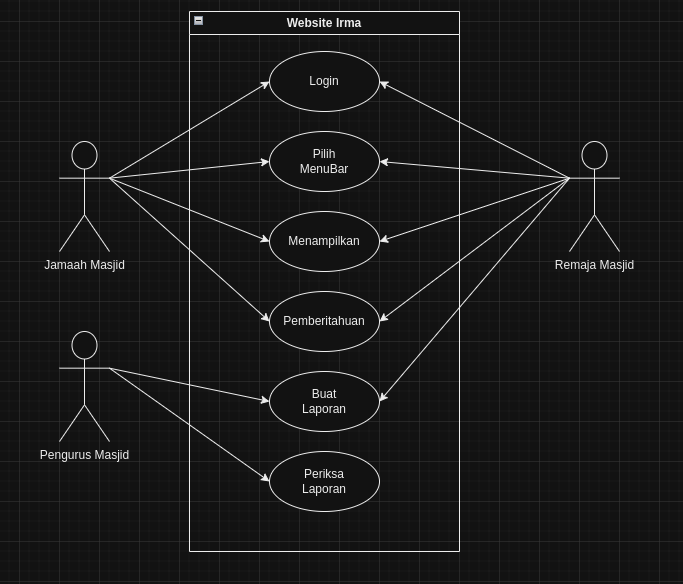 Website Irma
Login
Pilih
MenuBar
Menampilkan
Jamaah Masjid
Remaja Masjid
Pemberitahuan
Buat
Laporan
Pengurus Masjid
Periksa
Laporan